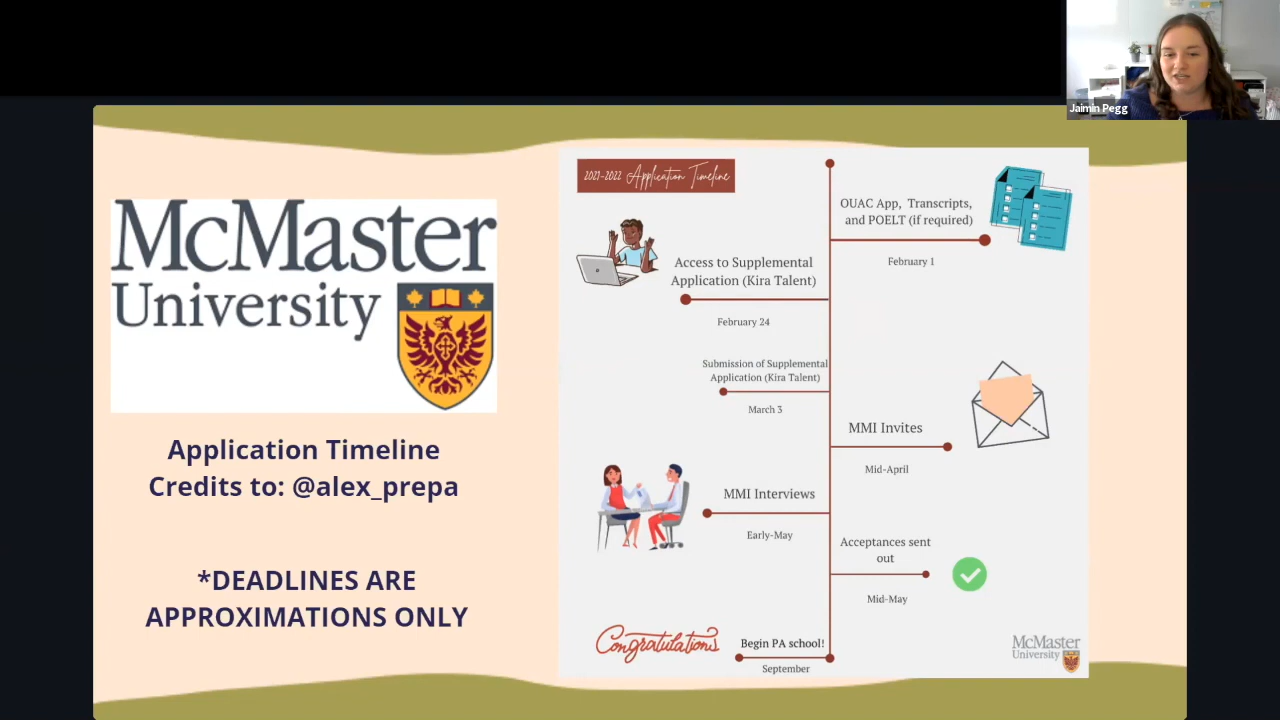 Jaimin Pegg
McMaster
University
Application Timeline
Credits to: @alex_prepa
*DEADLINES ARE
APPROXIMATIONS ONLY
2021-2022 Application Timeline
OUAC App, Transcripts,
and POELT (if required)
February 1
Access to Supplemental
Application (Kira Talent)
February 24
Submission of Supplemental
Application (Kira Talent)
March 3
MMI Invites
Mid-April
MMI Interviews
Early-May
Acceptances sent
out
Mid-May
Congratulations
Begin PA school!
September
McMaster
University